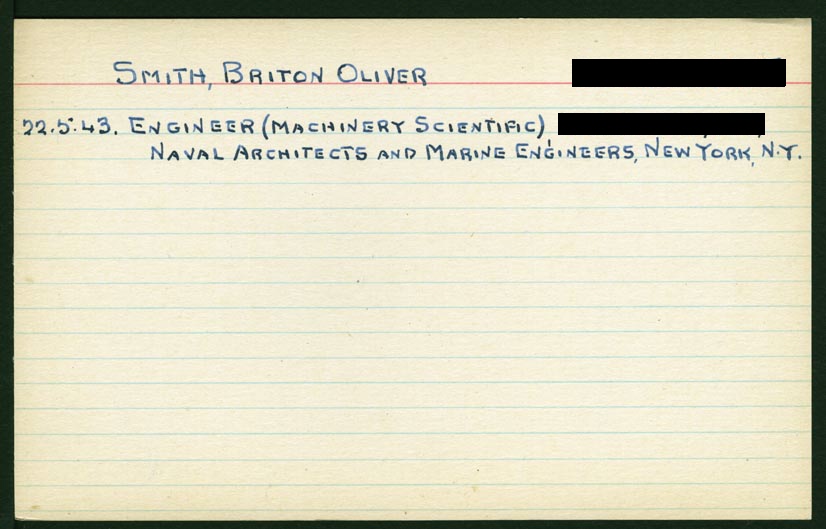 SMITH, BRITON OLIVER
22.5.43. ENGINEER (MACHINERY SCIENTIFIC)
NAVAL ARCHITECTS AND MARINE ENGINEERS, NEW YORK, N.Y.